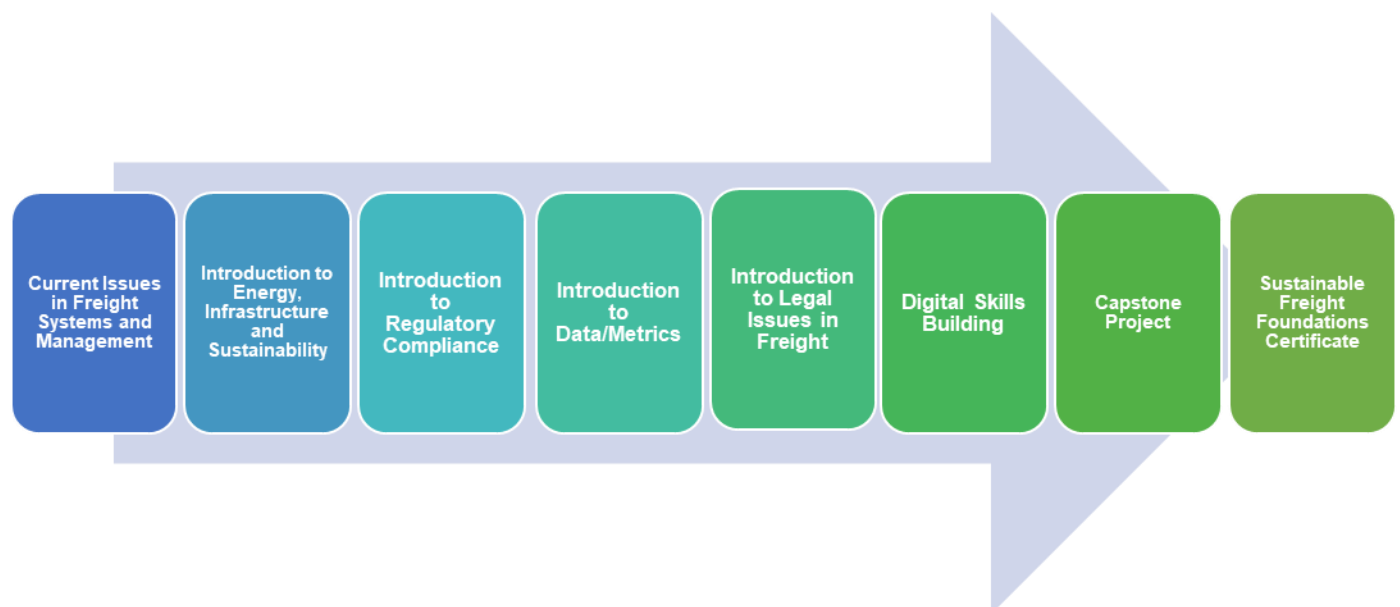 Current Issues
in Freight
Systems and
Management
Introduction to
Energy,
Infrastructure
and
Sustainability
Introduction
to
Regulatory
Compliance
Introduction
to
Data/Metrics
Introduction
to Legal
Issues in
Freight
Digital Skills
Building
Capstone
Project
Sustainable
Freight
Foundations
Certificate